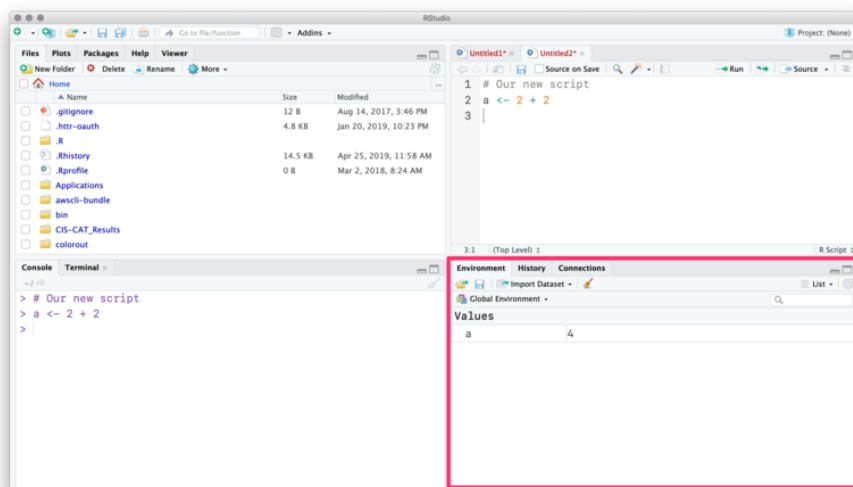 RStudio
Go to file/function Addins Project: (None)
Files Plots Packages Help Viewer
New Folder Delete Rename More
Home ...
Name Size Modified
.gitignore 12 B Aug 14, 2017, 3:46 PM
.httr-oauth 4.8 KB Jan 20, 2019, 10:23 PM
.R
.Rhistory 14.5 KB Apr 25, 2019, 11:58 AM
.Rprofile 0 B Mar 2, 2018, 8:24 AM
Applications
awscli-bundle
bin
CIS-CAT_Results
colorout
Untitled1* Untitled2*
Source on Save Run Source
1 # Our new script
2 a <- 2 + 2
3
3:1 (Top Level) R Script
Console Terminal
~/
> # Our new script
> a <- 2 + 2
>
Environment History Connections
Import Dataset List
Global Environment
Values
a 4